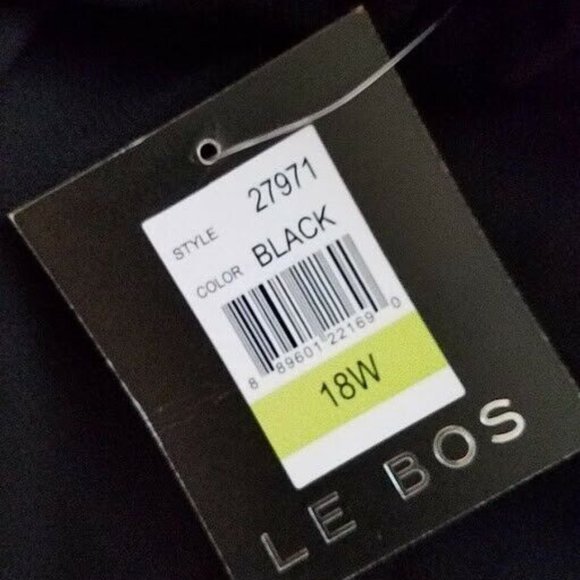 STYLE 27971
COLOR BLACK
8 89601 22169 0
18W
LE BOS